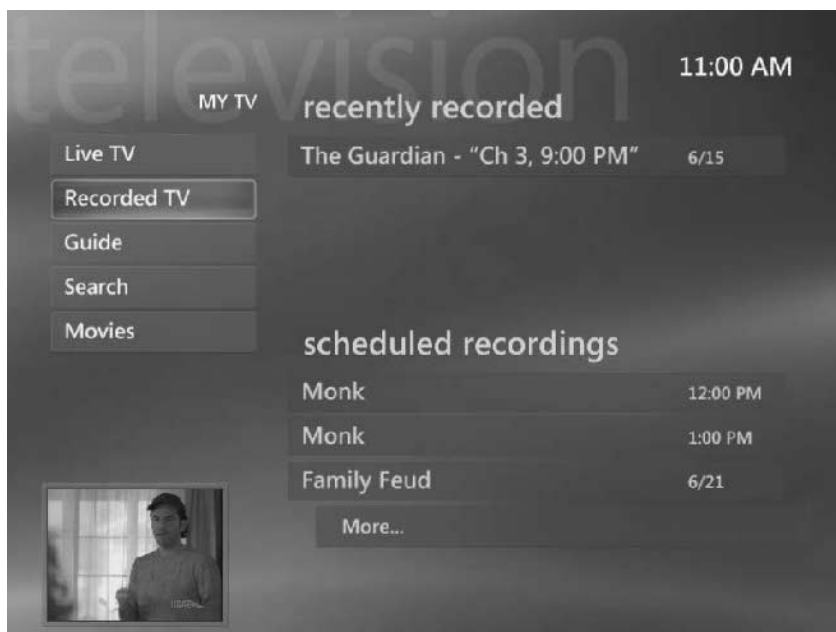 television
11:00 AM
MY TV
Live TV
Recorded TV
Guide
Search
Movies
recently recorded
The Guardian - “Ch 3, 9:00 PM” 6/15
scheduled recordings
Monk 12:00 PM
Monk 1:00 PM
Family Feud 6/21
More...